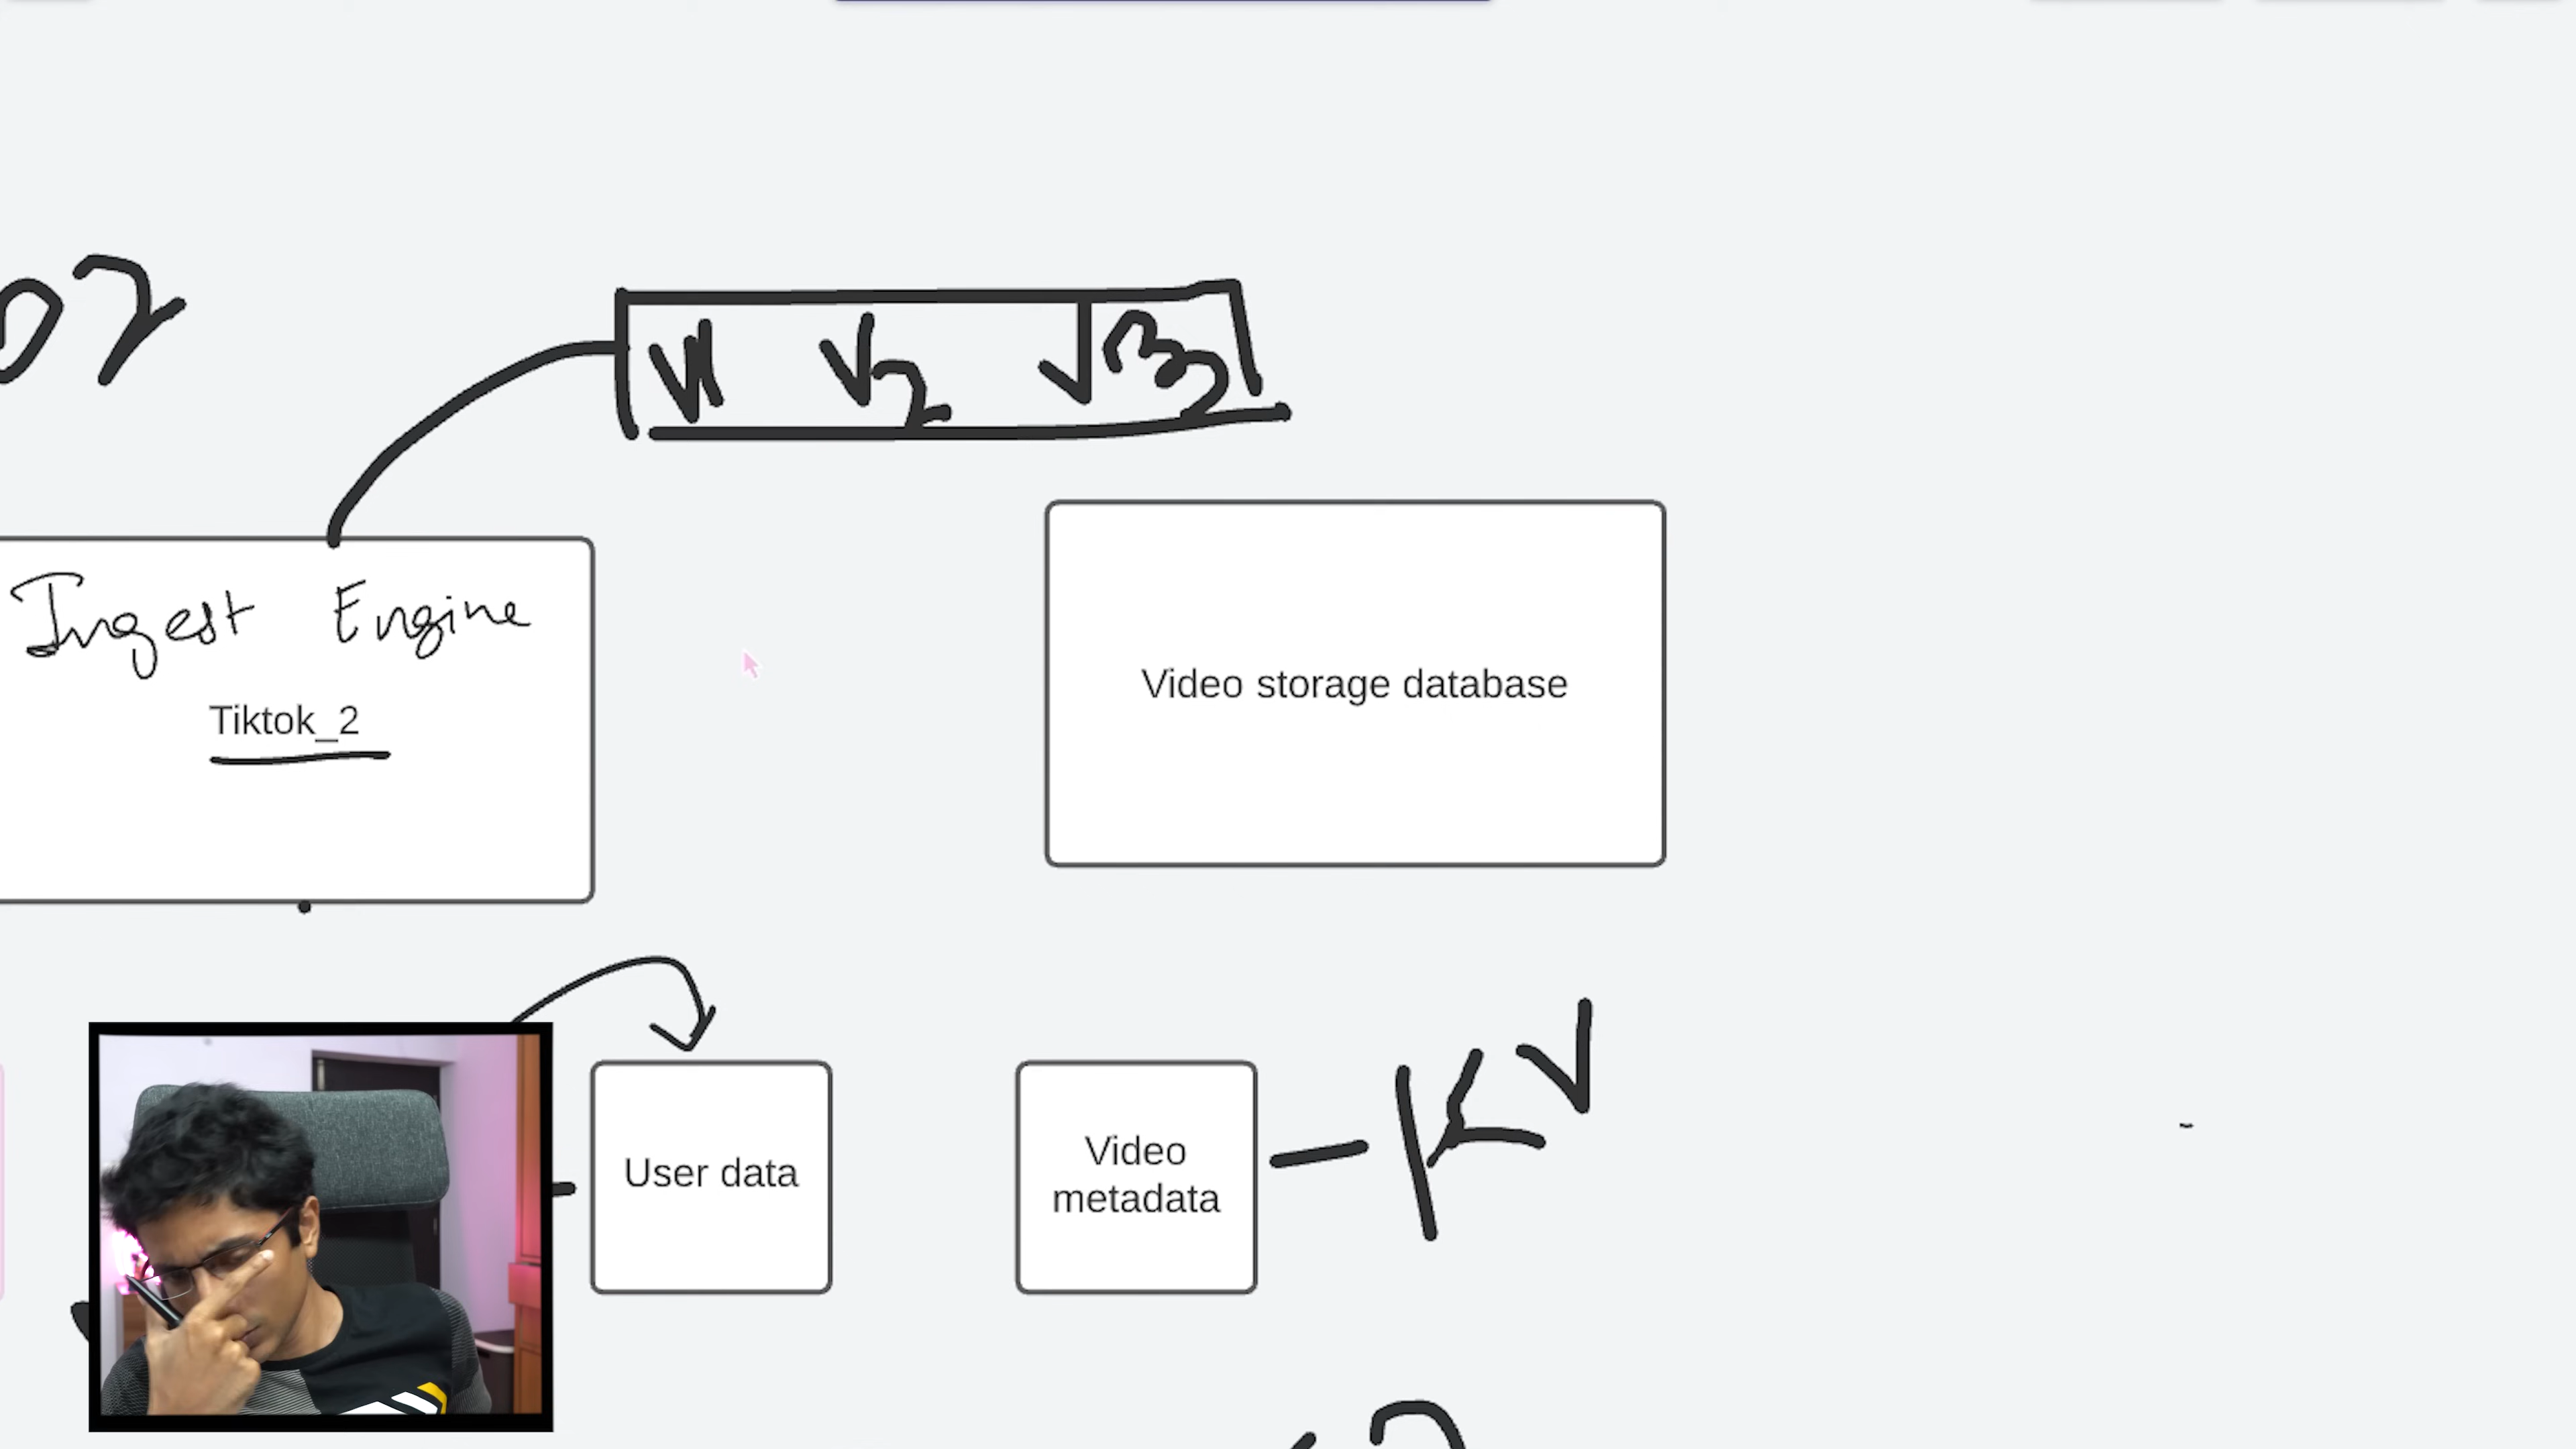 V1 V2 V3
Ingest Engine
Tiktok_2
Video storage database
User data
Video
metadata
- KV